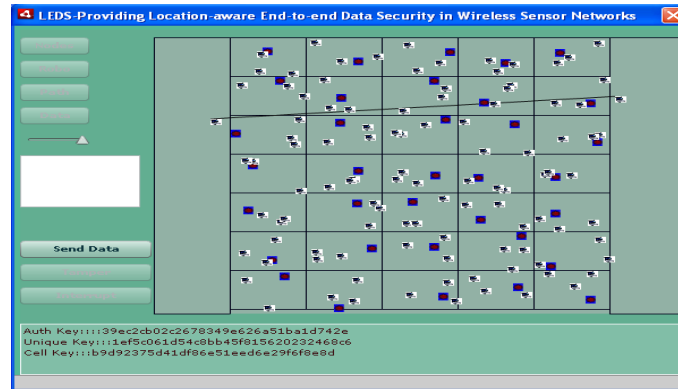 LEDS-Providing Location-aware End-to-end Data Security in Wireless Sensor Networks
Send Data
Auth Key::::39ec2cb02c2678349e626a51ba1d742e
Unique Key:::1ef5c061d54c8bb45f815620232468c6
Cell Key:::b9d92375d41df86e51eed6e29f6f8e8d